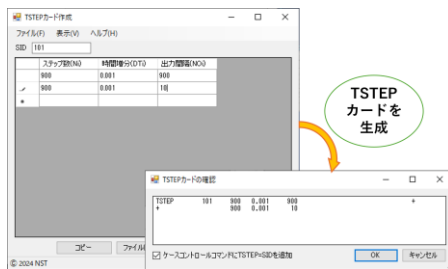 TSTEPカード作成
ファイル(F) 表示(V) ヘルプ(H)
SID 101
ステップ数(Ni) 時間増分(DTi) 出力間隔(NOi)
900 0.001 900
900 0.001 10
TSTEP
カードを
生成
TSTEPカードの確認
TSTEP 101 900 0.001 900 +
+ 900 0.001 10
コピー ファイル
ケースコントロールコマンドにTSTEP=SIDを追加
OK キャンセル
© 2024 NST